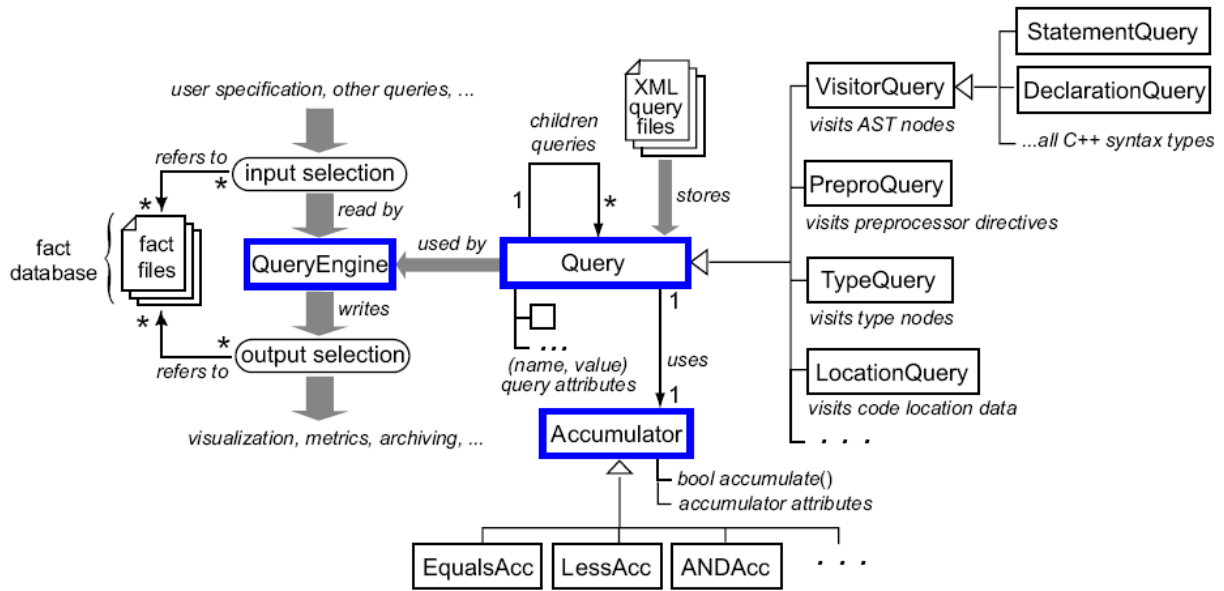 user specification, other queries, ...
refers to
*
input selection
*
read by
fact
database
fact
files
QueryEngine
used by
writes
*
*
refers to
output selection
visualization, metrics, archiving, ...
children
queries
1
*
XML
query
files
stores
Query
...
(name, value)
query attributes
1
uses
1
Accumulator
bool accumulate()
accumulator attributes
EqualsAcc
LessAcc
ANDAcc
. . .
VisitorQuery
visits AST nodes
StatementQuery
DeclarationQuery
...all C++ syntax types
PreproQuery
visits preprocessor directives
TypeQuery
visits type nodes
LocationQuery
visits code location data
. . .